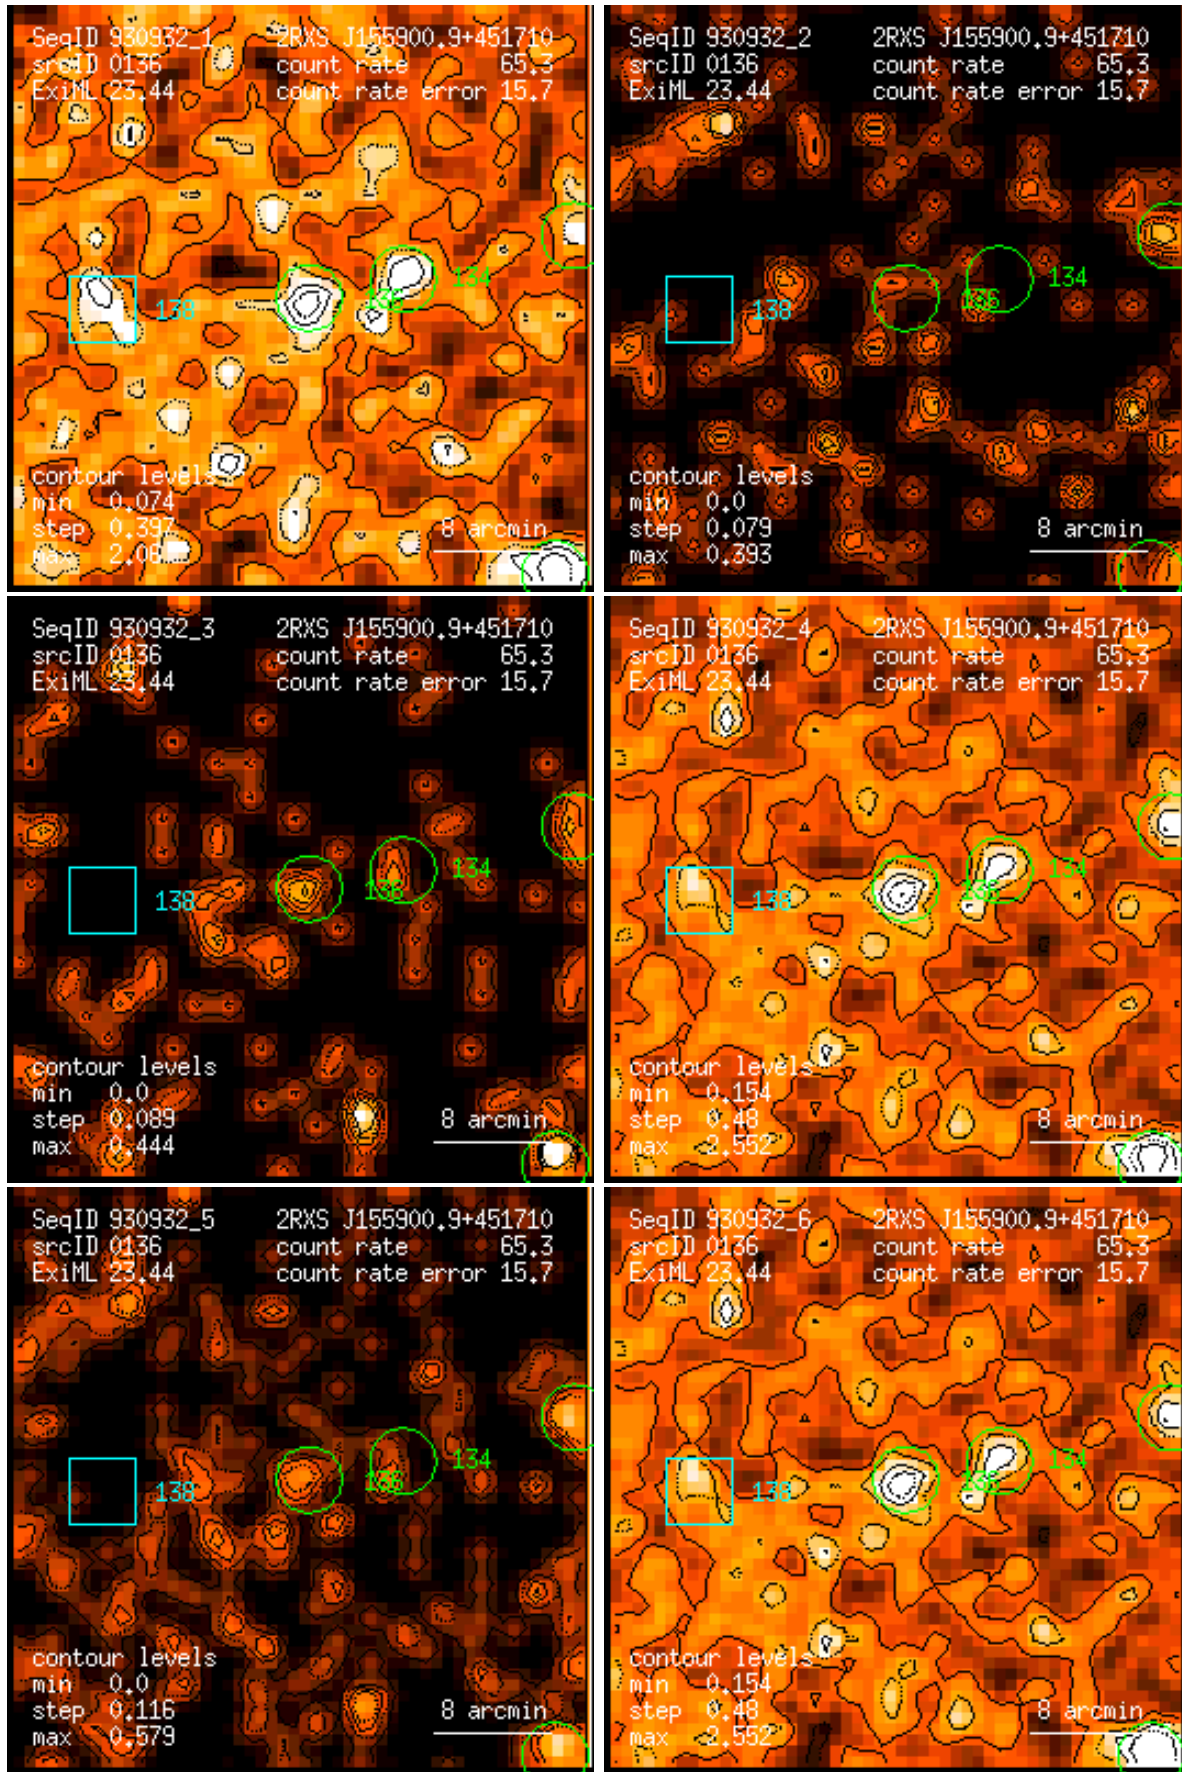 SeqID 930932_1 2RXS J155900.9+451710
srcID 0136 count rate 65.3
ExiML 23.44 count rate error 15.7
134
136
138
contour levels
min 0.074
step 0.397
8 arcmin
max 2.08
SeqID 930932_2 2RXS J155900.9+451710
srcID 0136 count rate 65.3
ExiML 23.44 count rate error 15.7
134
136
138
contour levels
min 0.0
step 0.079
8 arcmin
max 0.393
SeqID 930932_3 2RXS J155900.9+451710
srcID 0136 count rate 65.3
ExiML 23.44 count rate error 15.7
134
136
138
contour levels
min 0.0
step 0.089
8 arcmin
max 0.444
SeqID 930932_4 2RXS J155900.9+451710
srcID 0136 count rate 65.3
ExiML 23.44 count rate error 15.7
134
136
138
contour levels
min 0.154
step 0.48
8 arcmin
max 2.552
SeqID 930932_5 2RXS J155900.9+451710
srcID 0136 count rate 65.3
ExiML 23.44 count rate error 15.7
134
136
138
contour levels
min 0.0
step 0.116
8 arcmin
max 0.579
SeqID 930932_6 2RXS J155900.9+451710
srcID 0136 count rate 65.3
ExiML 23.44 count rate error 15.7
134
136
138
contour levels
min 0.154
step 0.48
8 arcmin
max 2.552